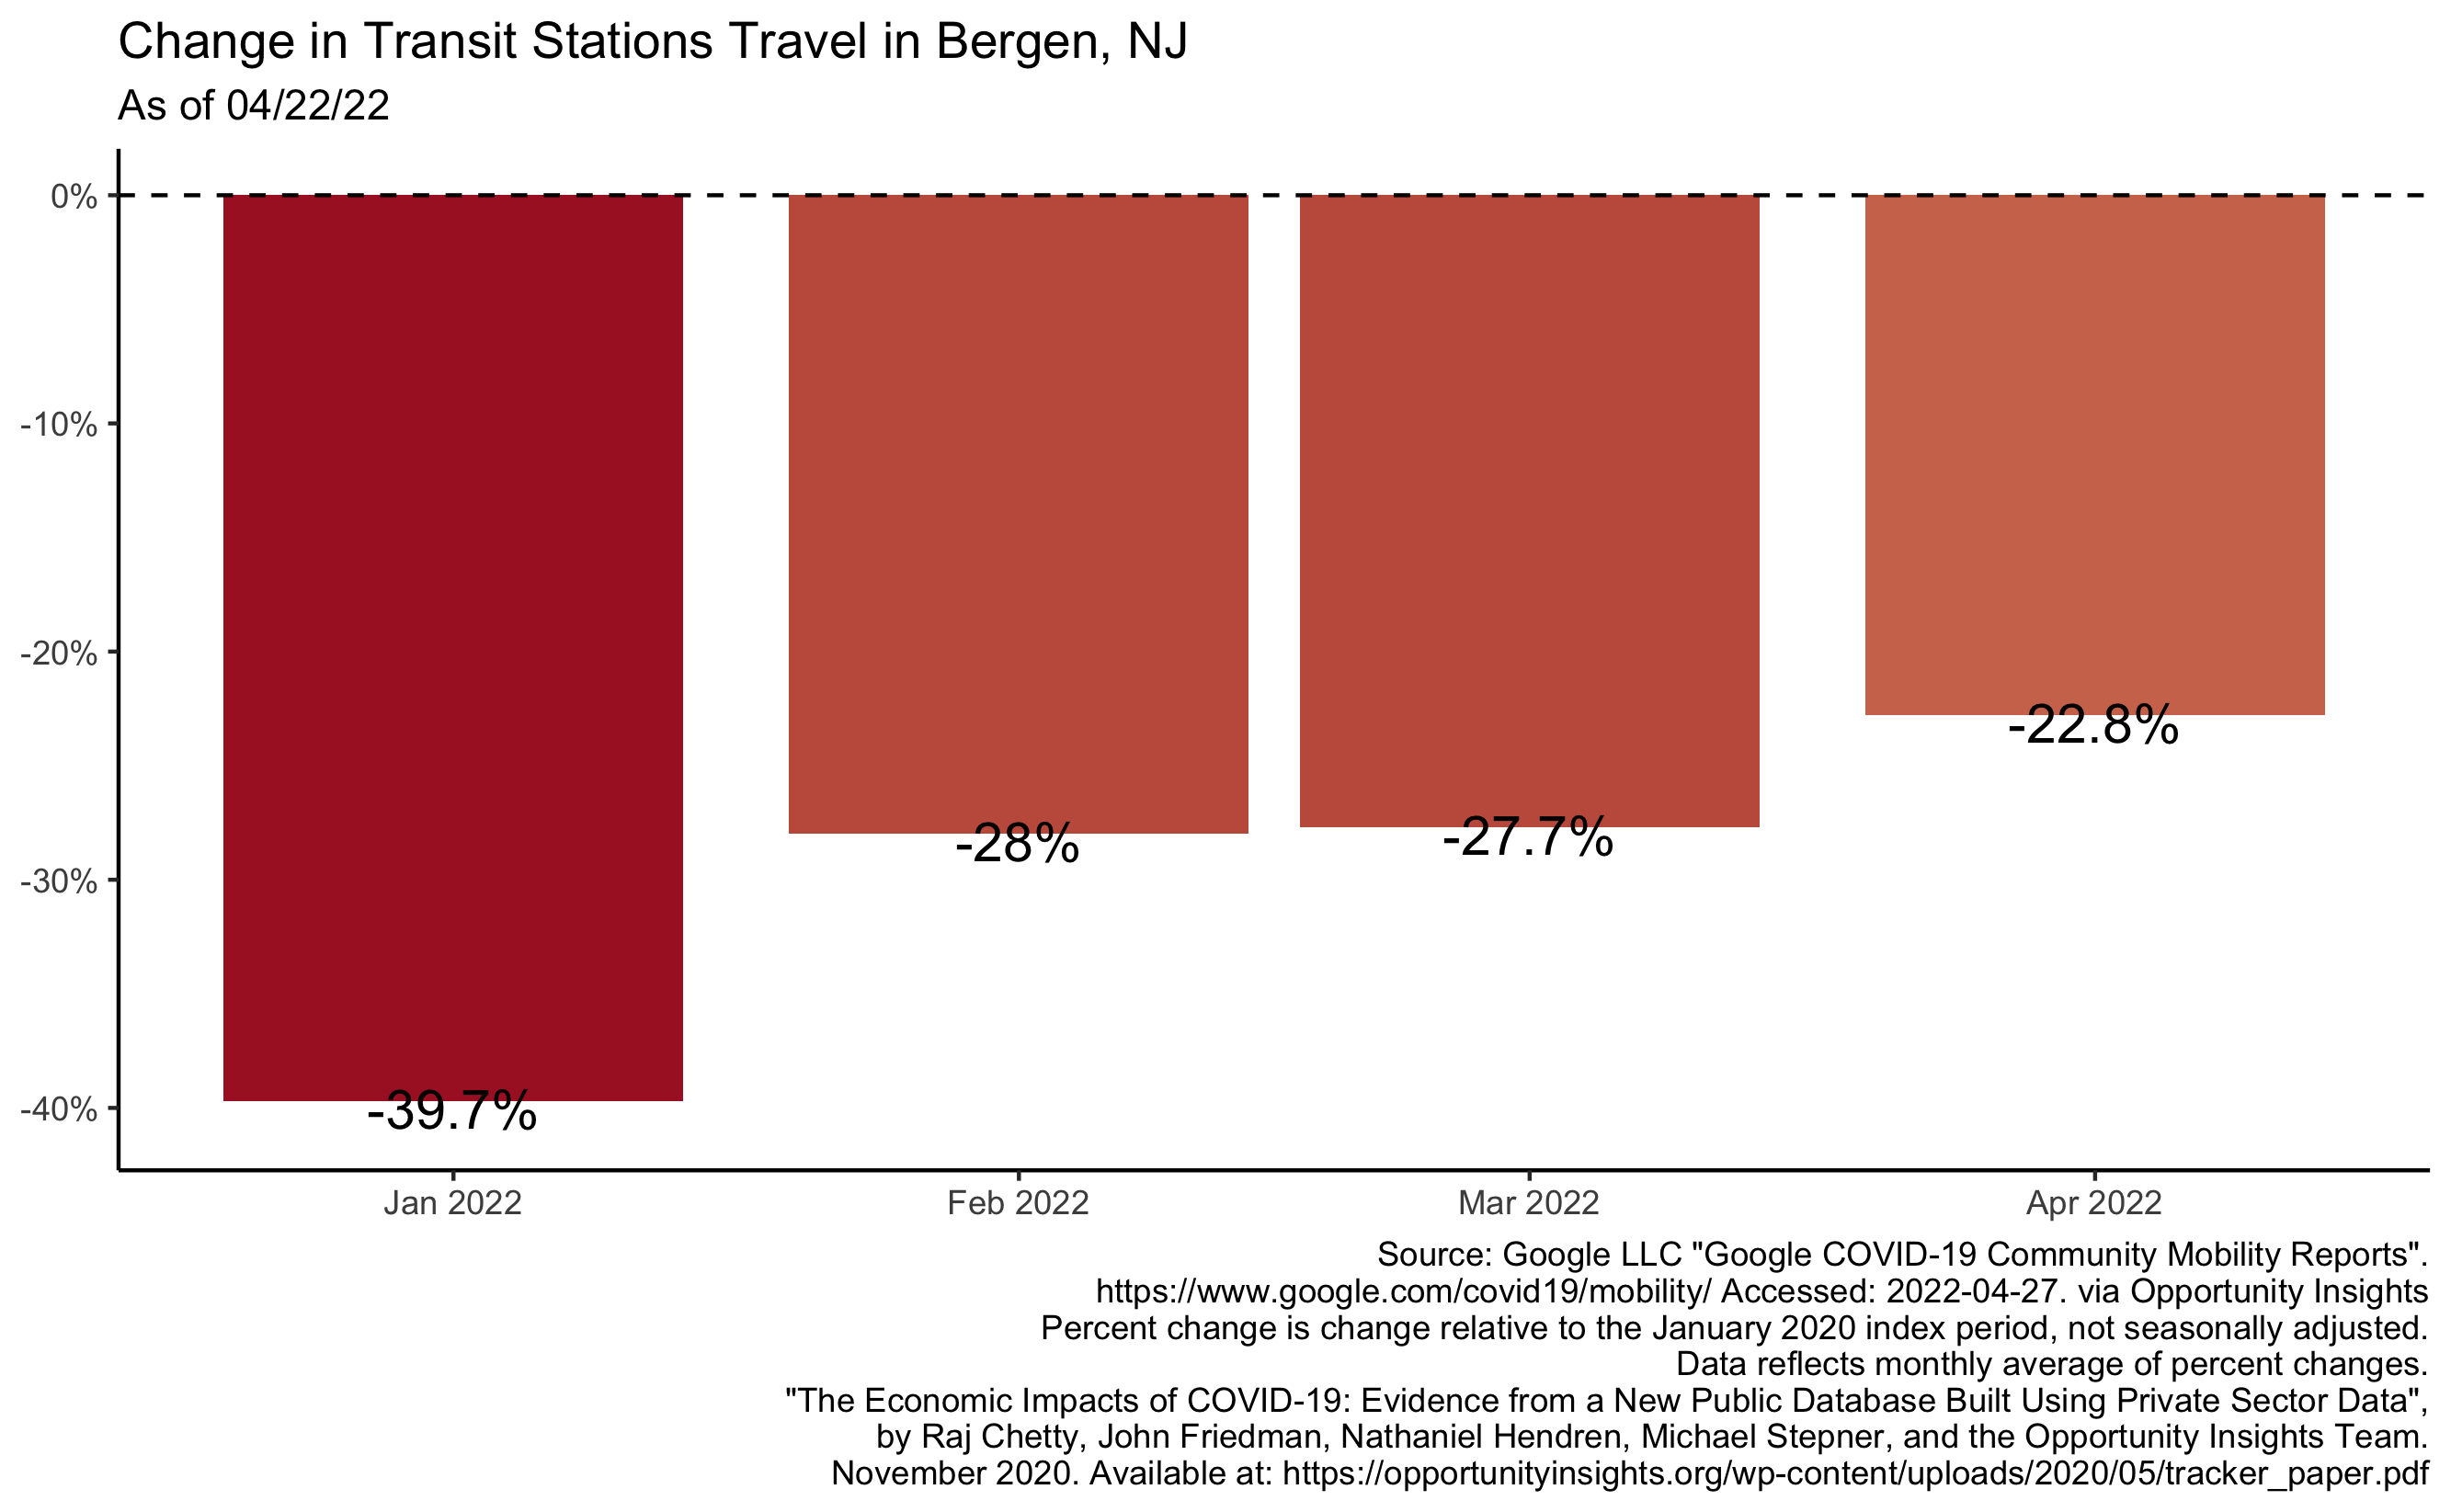 Change in Transit Stations Travel in Bergen, NJ
As of 04/22/22
0%
-10%
-20%
-30%
-40%
-39.7%
-28%
-27.7%
-22.8%
Jan 2022
Feb 2022
Mar 2022
Apr 2022
Source: Google LLC "Google COVID-19 Community Mobility Reports".
https://www.google.com/covid19/mobility/ Accessed: 2022-04-27. via Opportunity Insights
Percent change is change relative to the January 2020 index period, not seasonally adjusted.
Data reflects monthly average of percent changes.
"The Economic Impacts of COVID-19: Evidence from a New Public Database Built Using Private Sector Data",
by Raj Chetty, John Friedman, Nathaniel Hendren, Michael Stepner, and the Opportunity Insights Team.
November 2020. Available at: https://opportunityinsights.org/wp-content/uploads/2020/05/tracker_paper.pdf